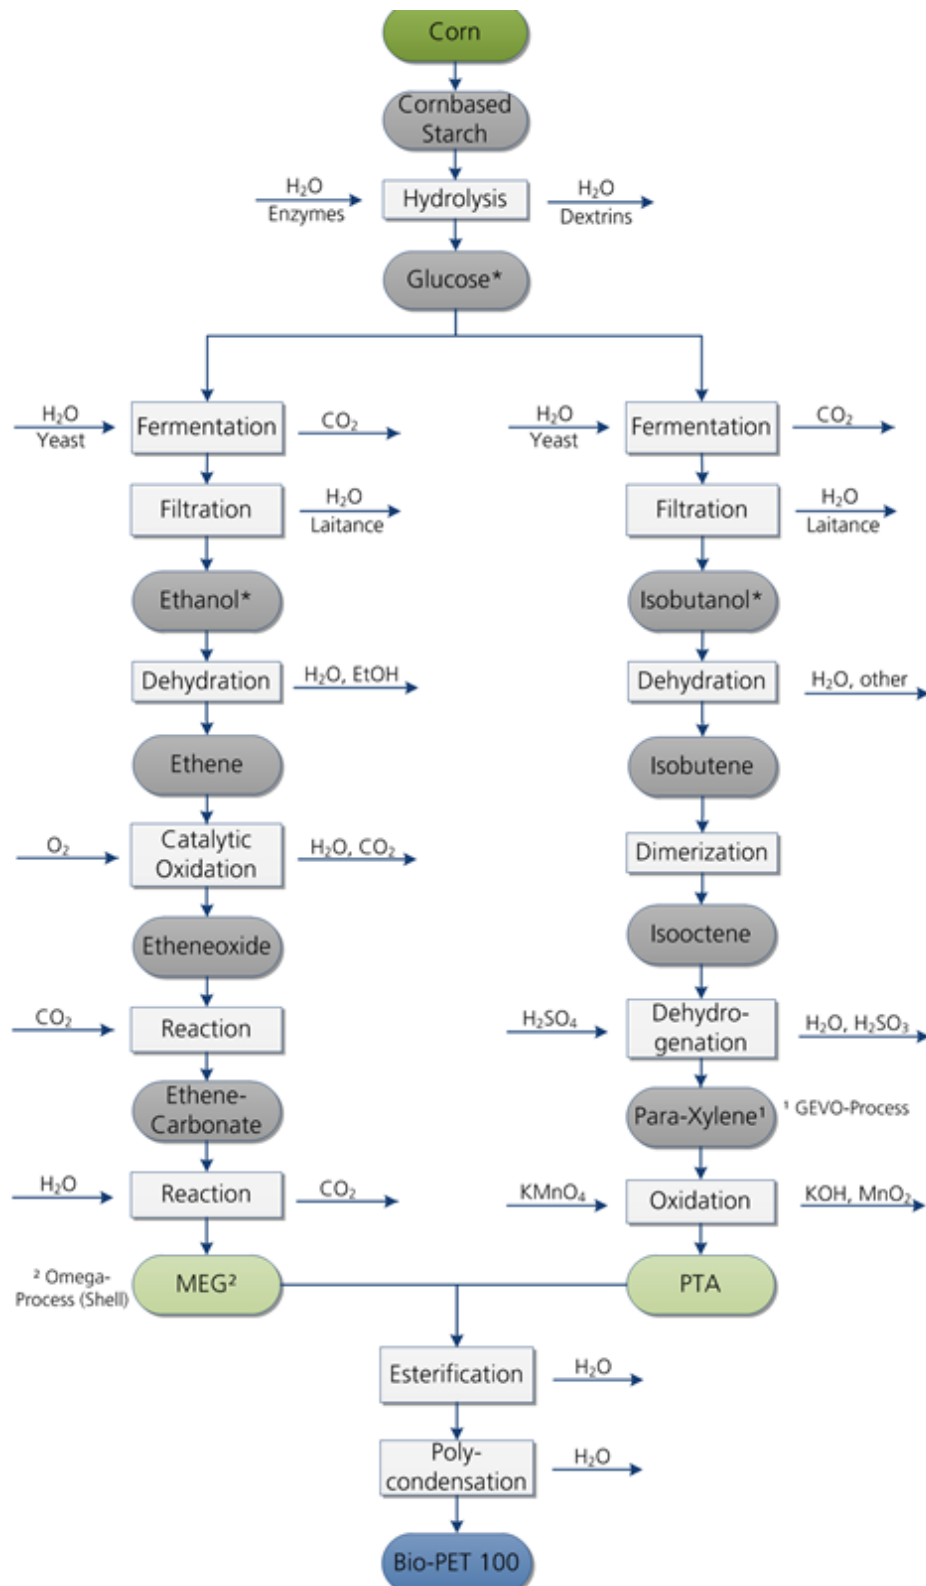 Corn
Cornbased
Starch
H₂O
Enzymes
Hydrolysis
H₂O
Dextrins
Glucose*
H₂O
Yeast
Fermentation
CO₂
H₂O
Yeast
Fermentation
CO₂
Filtration
H₂O
Laitance
Filtration
H₂O
Laitance
Ethanol*
Isobutanol*
Dehydration
H₂O, EtOH
Dehydration
H₂O, other
Ethene
Isobutene
O₂
Catalytic
Oxidation
H₂O, CO₂
Dimerization
Etheneoxide
Isooctene
CO₂
Reaction
H₂SO₄
Dehydro-
genation
H₂O, H₂SO₃
Ethene-
Carbonate
Para-Xylene¹
¹ GEVO-Process
H₂O
Reaction
CO₂
KMnO₄
Oxidation
KOH, MnO₂
² Omega-
Process (Shell)
MEG²
PTA
Esterification
H₂O
Poly-
condensation
H₂O
Bio-PET 100